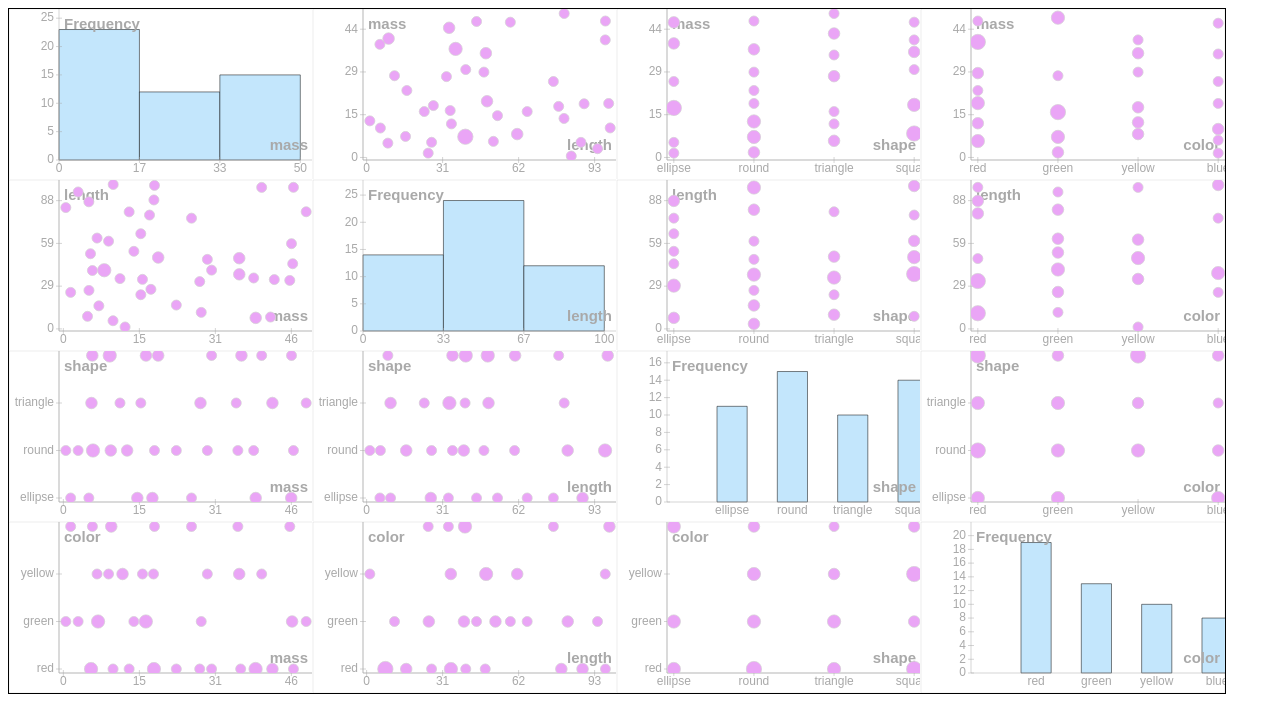 25
20
15
10
5
0
Frequency
mass
0 17 33 50
44
29
15
0
mass
length
0 31 62 93
44
29
15
0
mass
shape
ellipse round triangle squa
44
29
15
0
mass
color
red green yellow blue
88
59
29
0
length
mass
0 15 31 46
25
20
15
10
5
0
Frequency
length
0 33 67 100
88
59
29
0
length
shape
ellipse round triangle squa
88
59
29
0
length
color
red green yellow blue
shape
triangle
round
ellipse
mass
0 15 31 46
shape
triangle
round
ellipse
length
0 31 62 93
16
14
12
10
8
6
4
2
0
Frequency
shape
ellipse round triangle squa
shape
triangle
round
ellipse
color
red green yellow blue
color
yellow
green
red
mass
0 15 31 46
color
yellow
green
red
length
0 31 62 93
color
yellow
green
red
shape
ellipse round triangle squa
20
18
16
14
12
10
8
6
4
2
0
Frequency
color
red green yellow blue